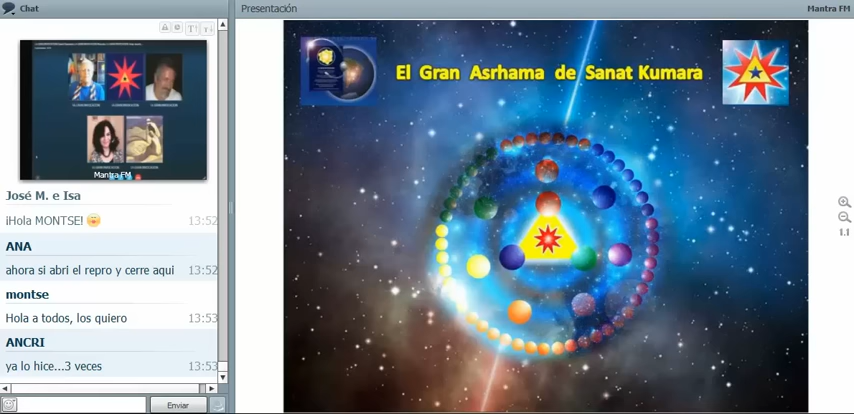 Chat
Mantra FM
José M. e Isa
¡Hola MONTSE!
13:52
ANA
ahora si abri el repro y cerre aqui
13:52
montse
Hola a todos, los quiero
13:53
ANCRI
ya lo hice...3 veces
13:53
Enviar
Presentación
Mantra FM
El Gran Asrhama de Sanat Kumara
1.1